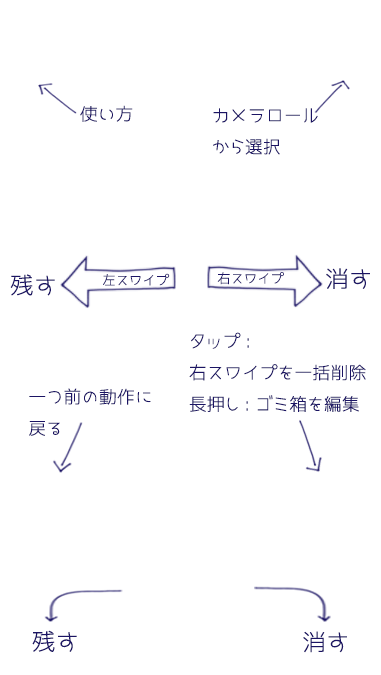 使い方
カメラロール
から選択
残す
左スワイプ
右スワイプ
消す
タップ：
右スワイプを一括削除
長押し：ゴミ箱を編集
一つ前の動作に
戻る
残す
消す